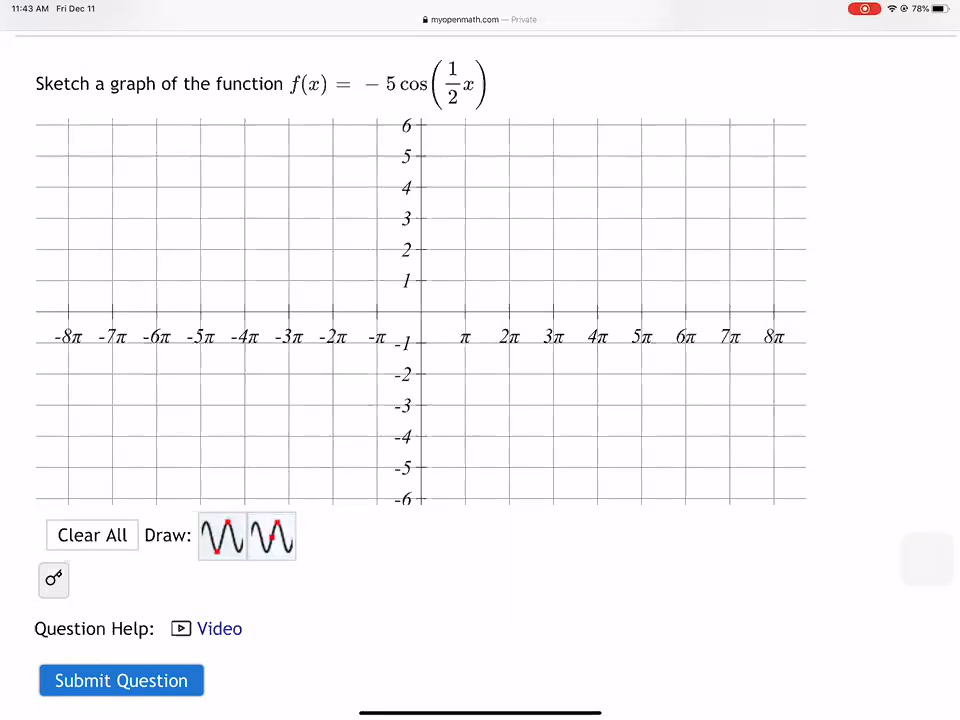 11:43 AM Fri Dec 11
78%
myopenmath.com — Private
Sketch a graph of the function f(x) = − 5 cos(1/2 x)
6
5
4
3
2
1
-8π -7π -6π -5π -4π -3π -2π -π π 2π 3π 4π 5π 6π 7π 8π
-1
-2
-3
-4
-5
-6
Clear All Draw:
Question Help: Video
Submit Question